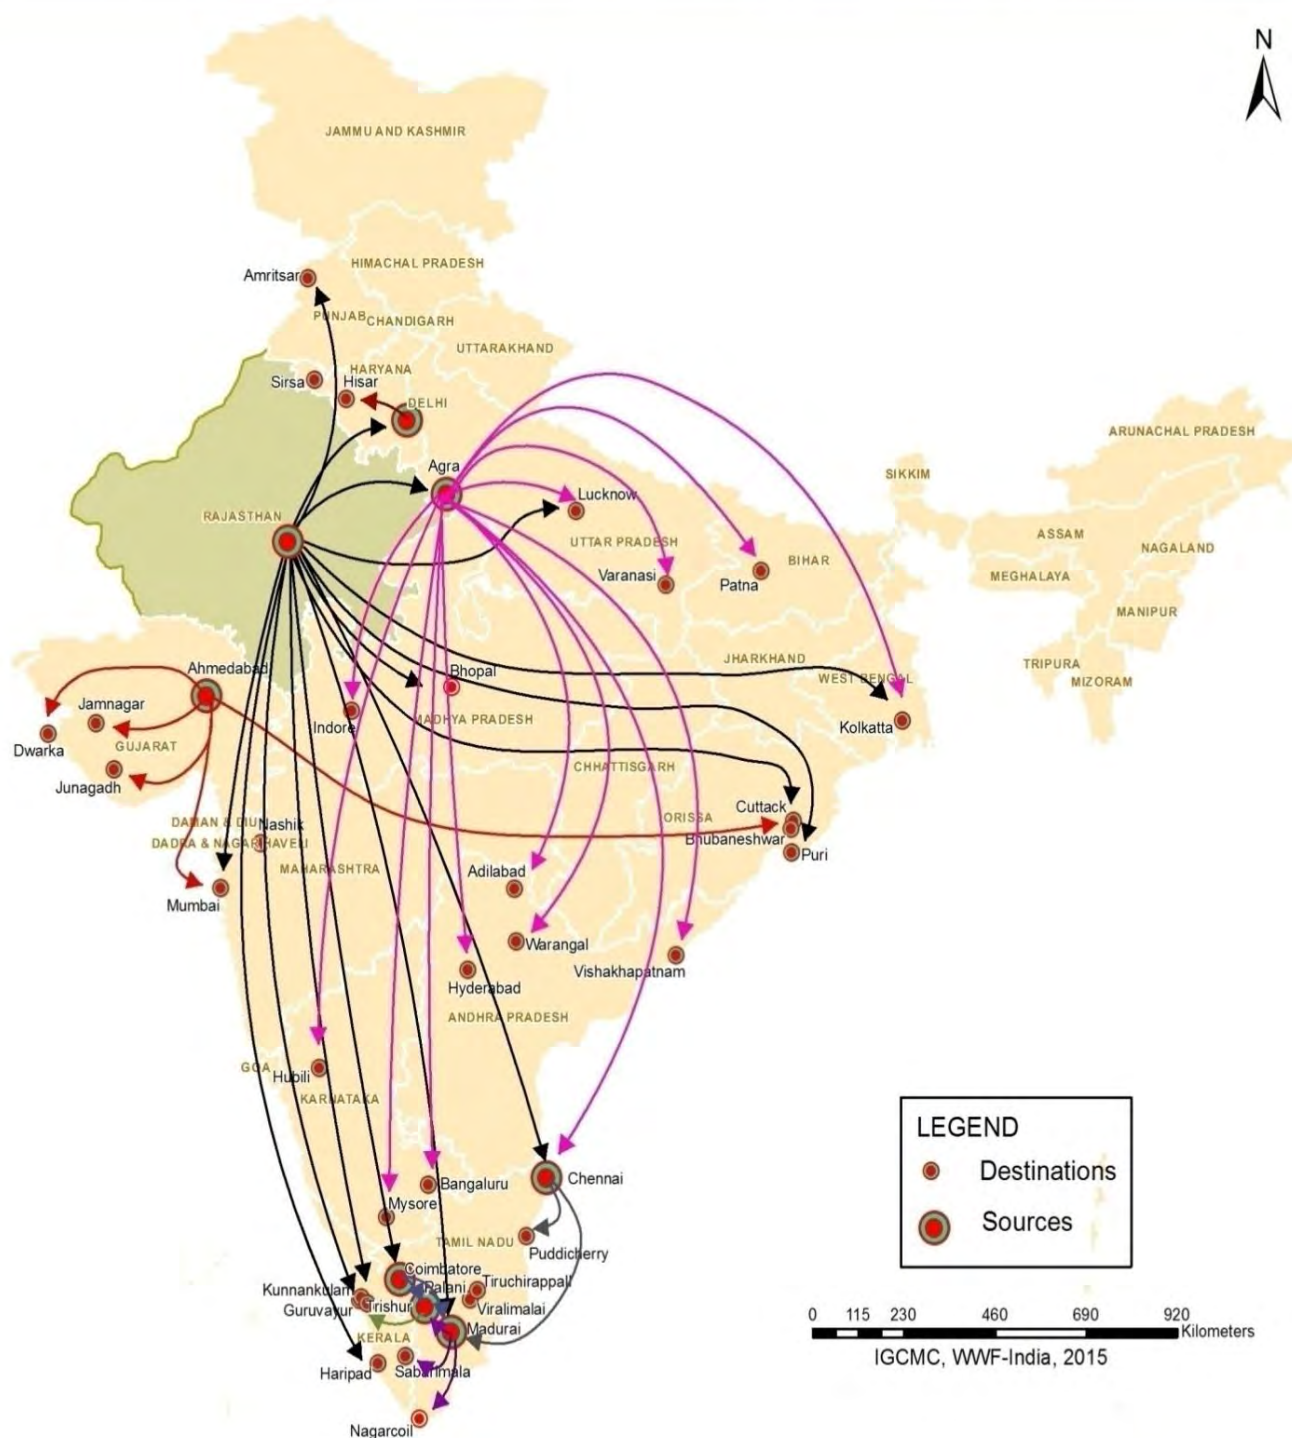 N
JAMMU AND KASHMIR
HIMACHAL PRADESH
Amritsar
PUNJAB
CHANDIGARH
UTTARAKHAND
HARYANA
Sirsa
Hisar
DELHI
ARUNACHAL PRADESH
Agra
SIKKIM
Lucknow
RAJASTHAN
ASSAM
UTTAR PRADESH
NAGALAND
BIHAR
Varanasi
Patna
MEGHALAYA
MANIPUR
JHARKHAND
TRIPURA
Ahmedabad
Bhopal
WEST BENGAL
MIZORAM
Jamnagar
Indore
MADHYA PRADESH
Kolkatta
Dwarka
GUJARAT
CHHATTISGARH
Junagadh
Cuttack
DAMAN & DIU
Nashik
ORISSA
Bhubaneshwar
DADRA & NAGAR HAVELI
Puri
MAHARASHTRA
Adilabad
Mumbai
Warangal
Vishakhapatnam
Hyderabad
ANDHRA PRADESH
GOA
Hubili
KARNATAKA
LEGEND
Destinations
Sources
Chennai
Bangaluru
Mysore
TAMIL NADU
Puddicherry
Coimbatore
Tiruchirappali
Kunnankulam
Palani
Guruvayur
Trishur
Viralimalai
Madurai
KERALA
Haripad
Sabarimala
Nagarcoil
0 115 230 460 690 920
Kilometers
IGCMC, WWF-India, 2015